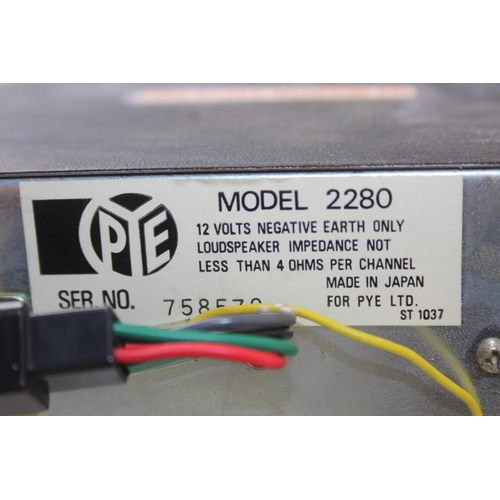 PYE
MODEL 2280
12 VOLTS NEGATIVE EARTH ONLY
LOUDSPEAKER IMPEDANCE NOT
LESS THAN 4 OHMS PER CHANNEL
MADE IN JAPAN
SER NO.
FOR PYE LTD.
ST 1037